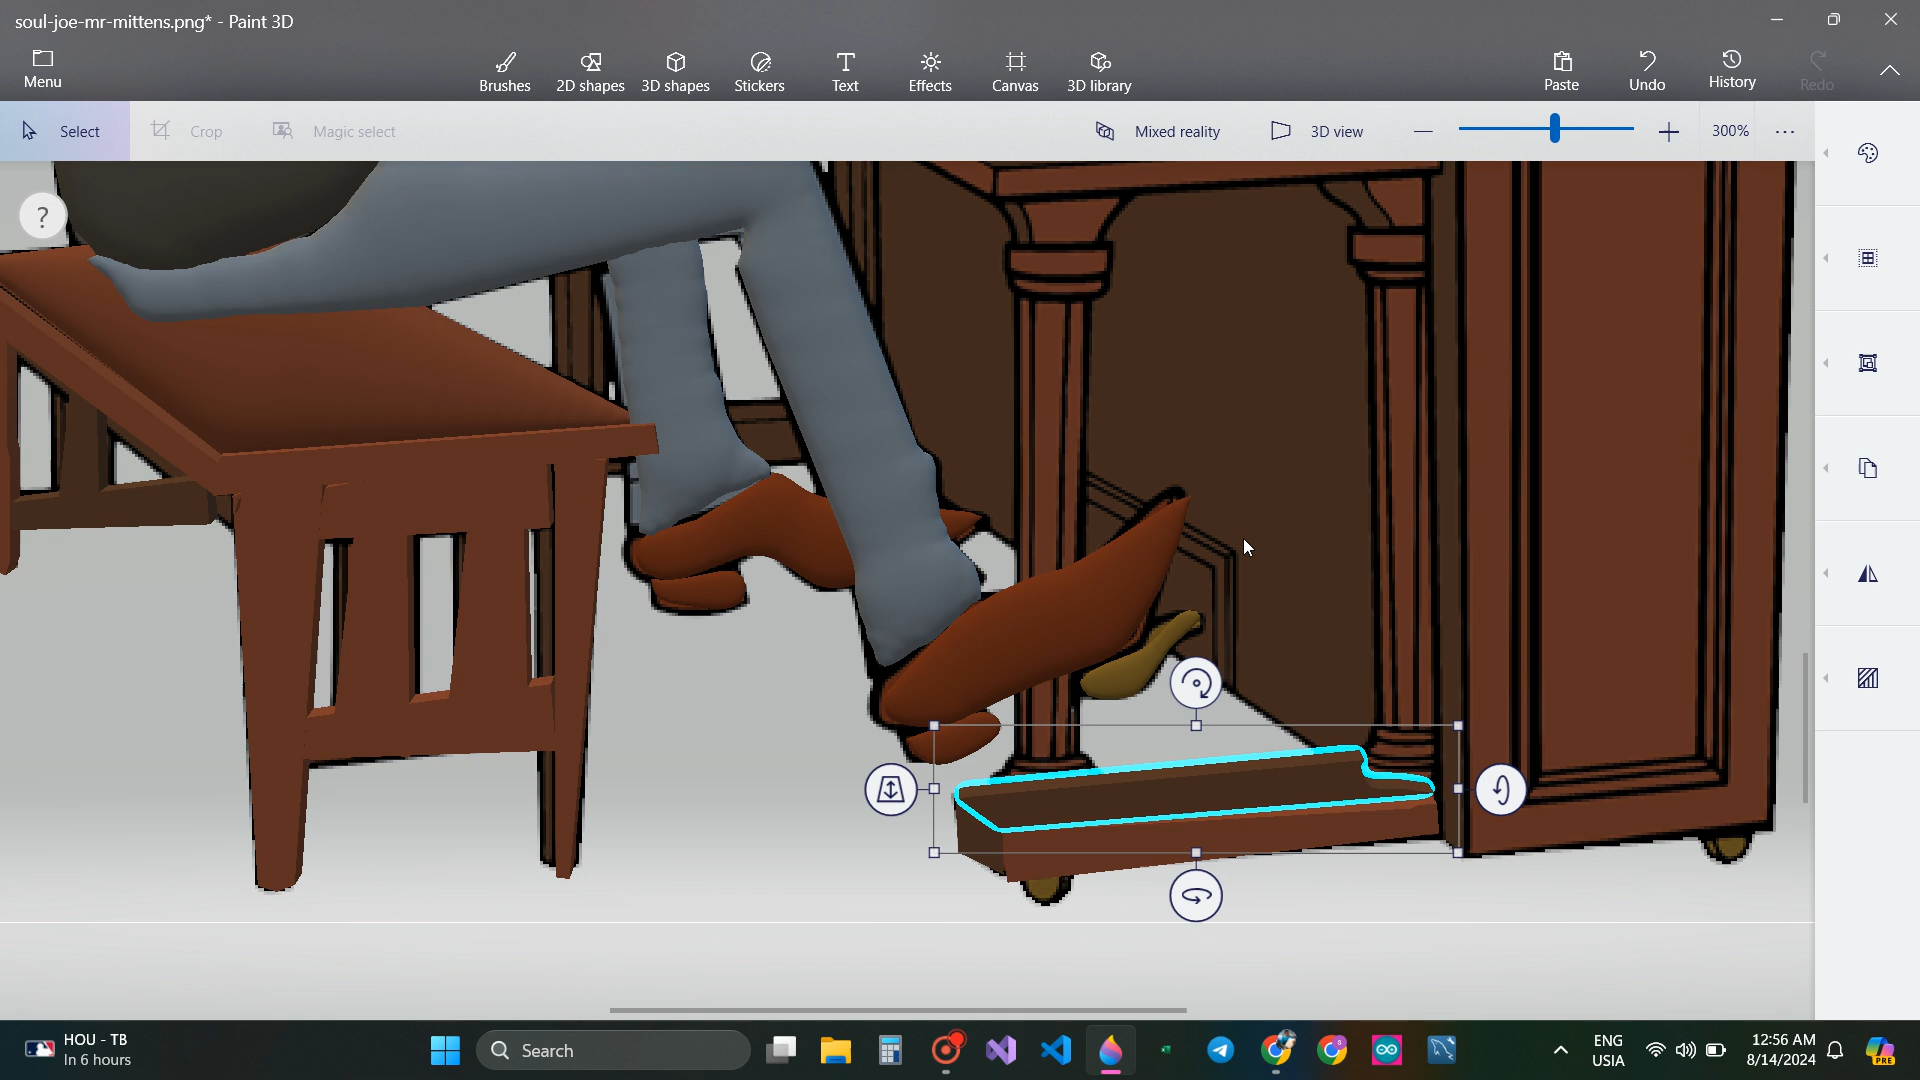 soul-joe-mr-mittens.png* - Paint 3D
Menu
Brushes
2D shapes
3D shapes
Stickers
Text
Effects
Canvas
3D library
Paste
Undo
History
Redo
Select
Crop
Magic select
Mixed reality
3D view
300%
?
HOU - TB
In 6 hours
Search
ENG
USIA
12:56 AM
8/14/2024
PRE